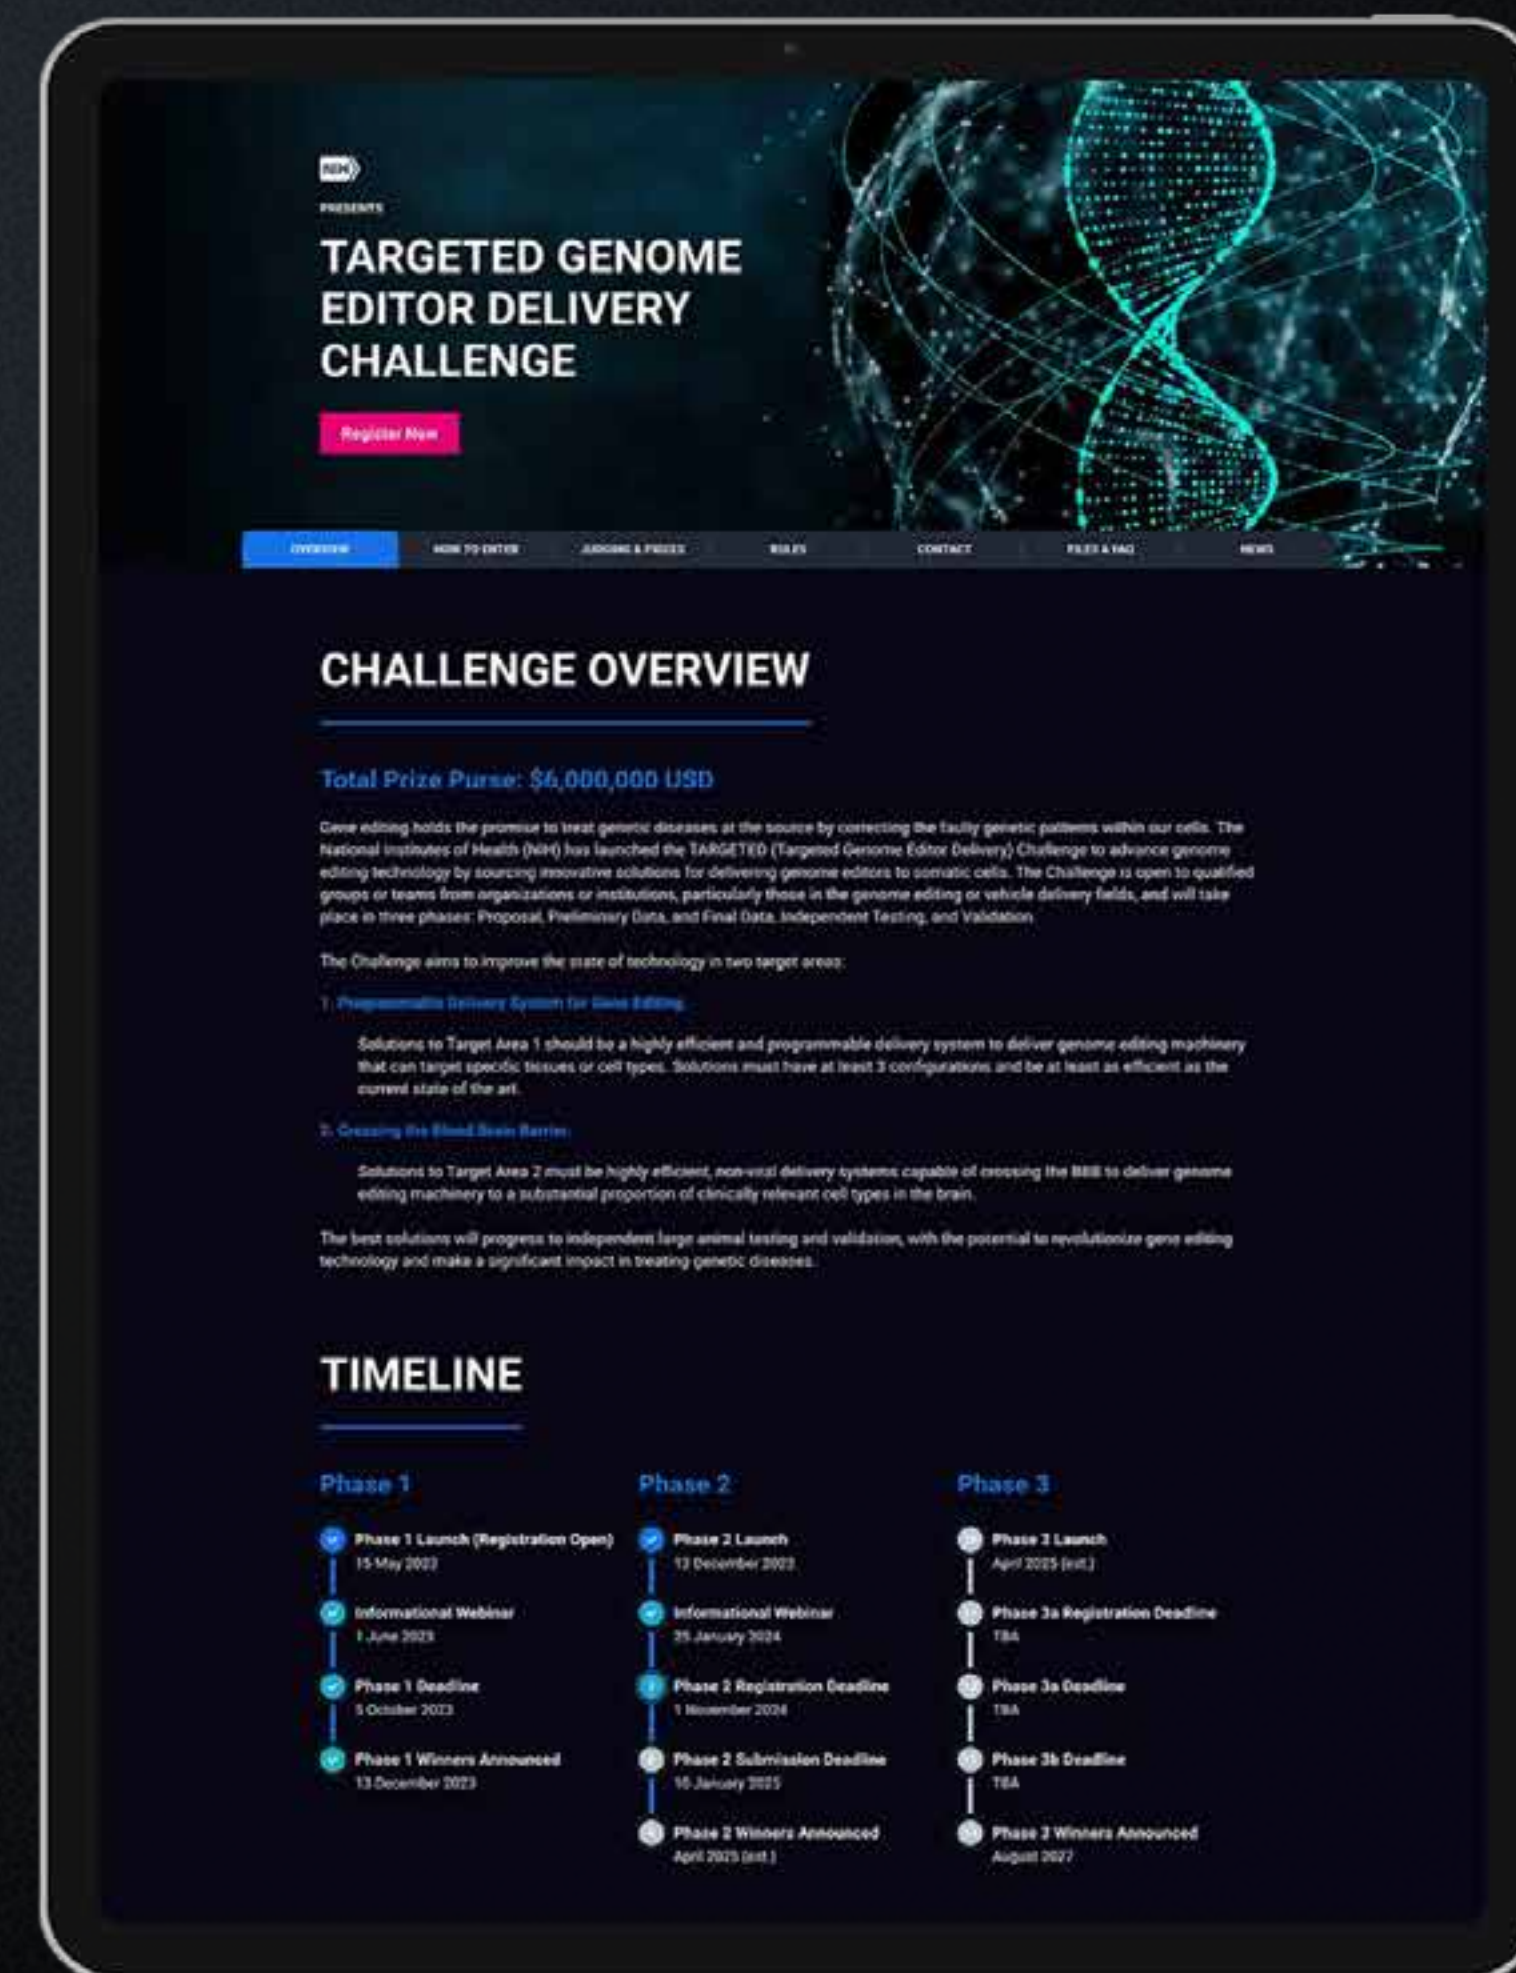 NIH
PRESENTS
TARGETED GENOME
EDITOR DELIVERY
CHALLENGE
Register Now
OVERVIEW HOW TO ENTER JUDGING & PRIZES RULES CONTACT FILES & FAQ NEWS
CHALLENGE OVERVIEW
Total Prize Purse: $6,000,000 USD
Gene editing holds the promise to treat genetic diseases at the source by correcting the faulty genetic patterns within our cells. The
National Institutes of Health (NIH) has launched the TARGETED (Targeted Genome Editor Delivery) Challenge to advance genome
editing technology by sourcing innovative solutions for delivering genome editors to somatic cells. The Challenge is open to qualified
groups or teams from organizations or institutions, particularly those in the genome editing or vehicle delivery fields, and will take
place in three phases: Proposal, Preliminary Data, and Final Data, Independent Testing, and Validation.
The Challenge aims to improve the state of technology in two target areas:
1. Programmable Delivery System for Gene Editing
Solutions to Target Area 1 should be a highly efficient and programmable delivery system to deliver genome editing machinery
that can target specific tissues or cell types. Solutions must have at least 3 configurations and be at least as efficient as the
current state of the art.
2. Crossing the Blood Brain Barrier
Solutions to Target Area 2 must be highly efficient, non-viral delivery systems capable of crossing the BBB to deliver genome
editing machinery to a substantial proportion of clinically relevant cell types in the brain.
The best solutions will progress to independent large animal testing and validation, with the potential to revolutionize gene editing
technology and make a significant impact in treating genetic diseases.
TIMELINE
Phase 1 Phase 2 Phase 3
Phase 1 Launch (Registration Open) Phase 2 Launch Phase 3 Launch
15 May 2023 13 December 2023 April 2025 (est.)
Informational Webinar Informational Webinar Phase 3a Registration Deadline
1 June 2023 25 January 2024 TBA
Phase 1 Deadline Phase 2 Registration Deadline Phase 3a Deadline
5 October 2023 1 November 2024 TBA
Phase 1 Winners Announced Phase 2 Submission Deadline Phase 3b Deadline
13 December 2023 January 2025 TBA
Phase 2 Winners Announced Phase 3 Winners Announced
April 2025 (est.) August 2027